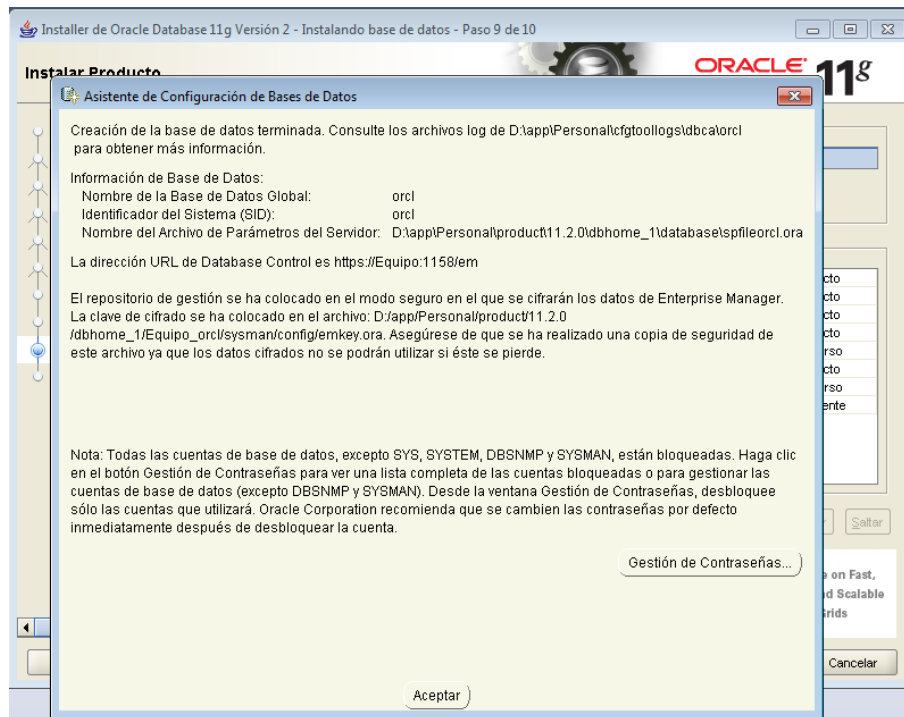 Installer de Oracle Database 11g Versión 2 - Instalando base de datos - Paso 9 de 10
Instalar Producto
ORACLE 11g
Asistente de Configuración de Bases de Datos
Creación de la base de datos terminada. Consulte los archivos log de D:\app\Personal\cfgtoollogs\dbca\orcl
para obtener más información.
Información de Base de Datos:
Nombre de la Base de Datos Global: orcl
Identificador del Sistema (SID): orcl
Nombre del Archivo de Parámetros del Servidor: D:\app\Personal\product\11.2.0\dbhome_1\database\spfileorcl.ora
La dirección URL de Database Control es https://Equipo:1158/em
El repositorio de gestión se ha colocado en el modo seguro en el que se cifrarán los datos de Enterprise Manager.
La clave de cifrado se ha colocado en el archivo: D:/app/Personal/product/11.2.0
/dbhome_1/Equipo_orcl/sysman/config/emkey.ora. Asegúrese de que se ha realizado una copia de seguridad de
este archivo ya que los datos cifrados no se podrán utilizar si éste se pierde.
cto
cto
cto
cto
rso
cto
rso
ente
Nota: Todas las cuentas de base de datos, excepto SYS, SYSTEM, DBSNMP y SYSMAN, están bloqueadas. Haga clic
en el botón Gestión de Contraseñas para ver una lista completa de las cuentas bloqueadas o para gestionar las
cuentas de base de datos (excepto DBSNMP y SYSMAN). Desde la ventana Gestión de Contraseñas, desbloquee
sólo las cuentas que utilizará. Oracle Corporation recomienda que se cambien las contraseñas por defecto
inmediatamente después de desbloquear la cuenta.
Saltar
Gestión de Contraseñas...
on Fast,
d Scalable
Grids
Cancelar
Aceptar